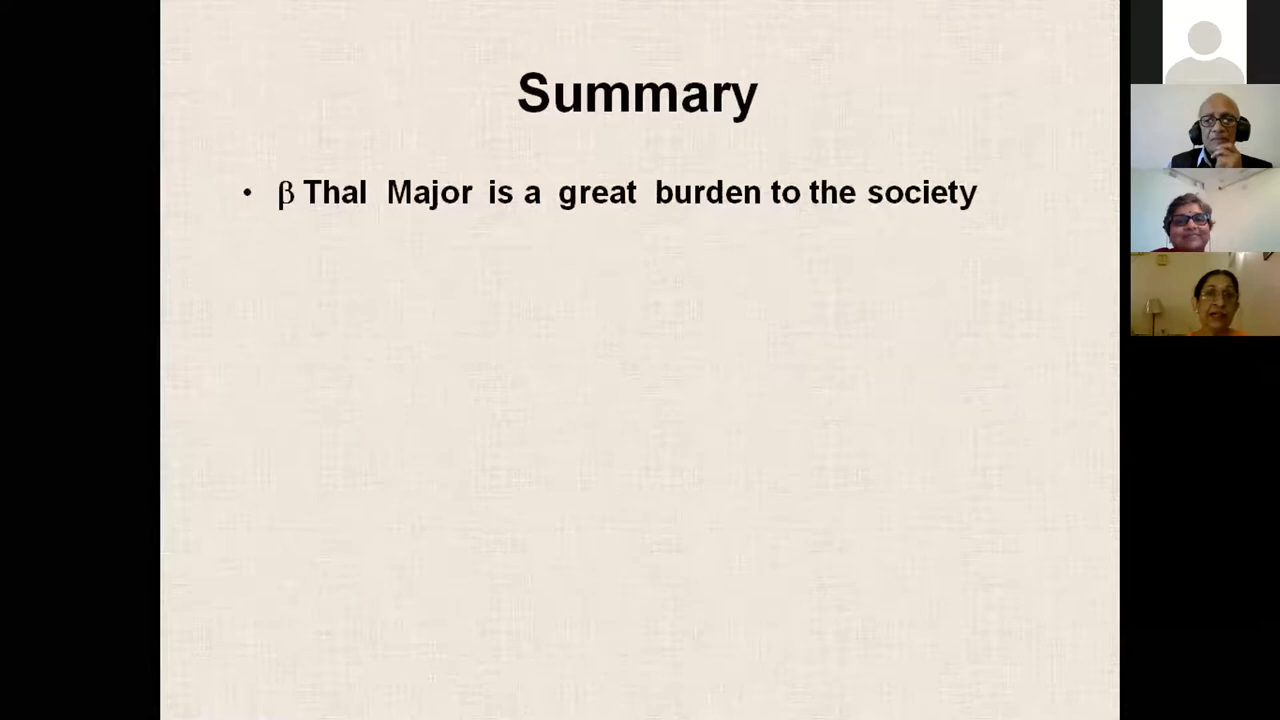 Summary
• β Thal Major is a great burden to the society